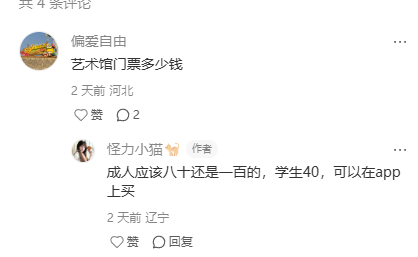 共 4 条评论
偏爱自由
艺术馆门票多少钱
2 天前 河北
赞 2
怪力小猫🐈 作者
成人应该八十还是一百的，学生40，可以在app
上买
2 天前 辽宁
赞 回复